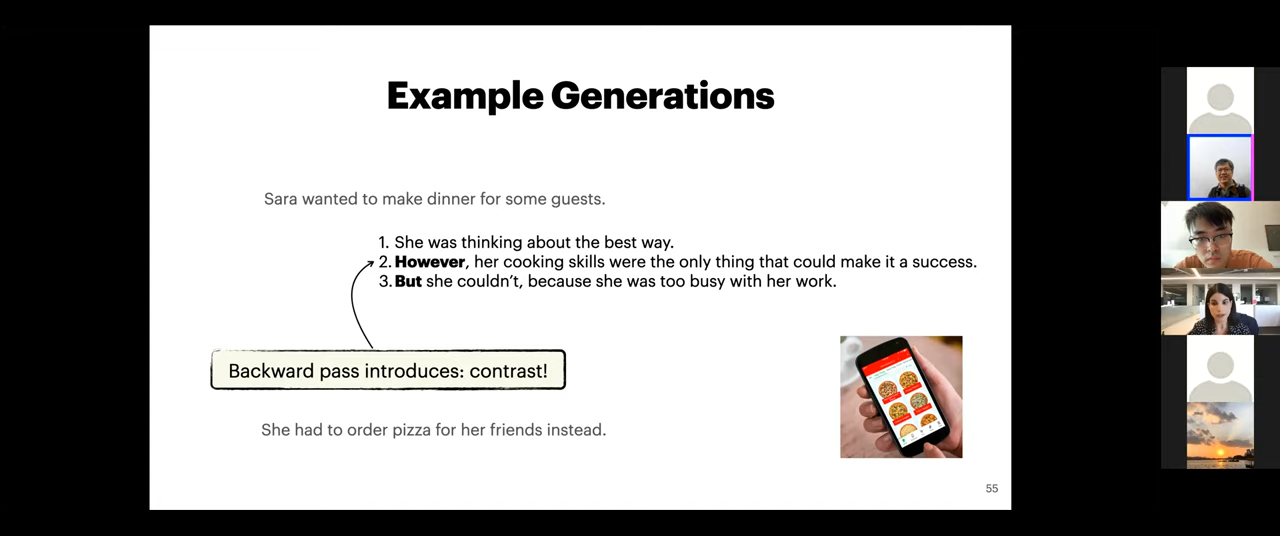 Example Generations
Sara wanted to make dinner for some guests.
1. She was thinking about the best way.
2. However, her cooking skills were the only thing that could make it a success.
3. But she couldn't, because she was too busy with her work.
Backward pass introduces: contrast!
She had to order pizza for her friends instead.
55